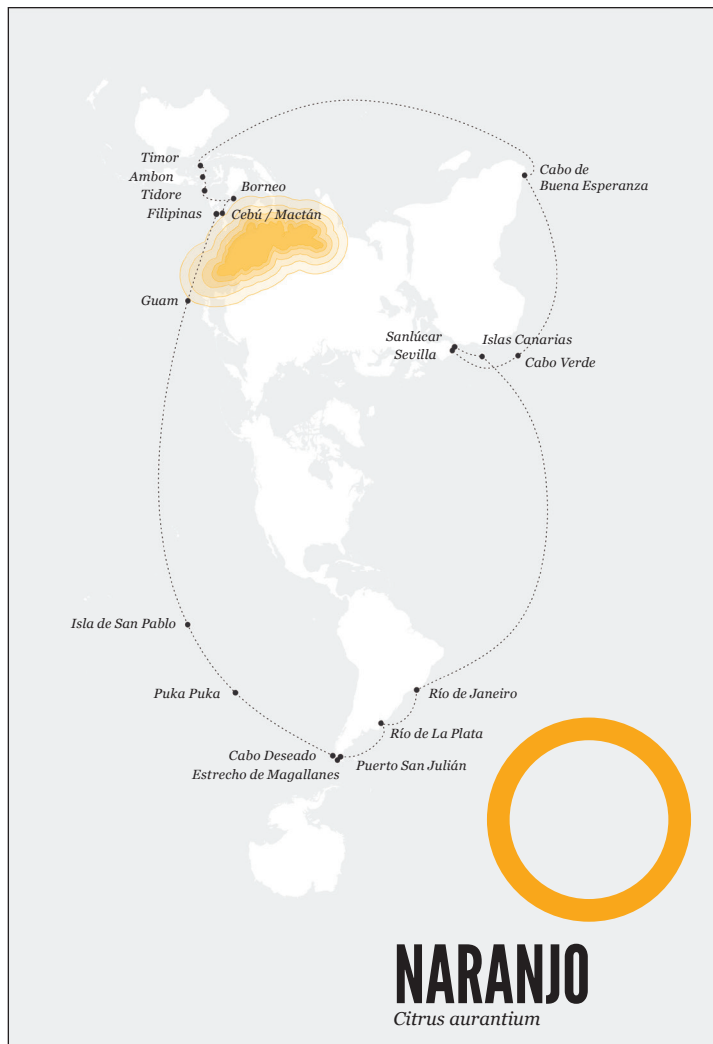 Timor
Ambon
Tidore
Borneo
Filipinas
Cebú / Mactán
Cabo de
Buena Esperanza
Guam
Sanlúcar
Sevilla
Islas Canarias
Cabo Verde
Isla de San Pablo
Puka Puka
Río de Janeiro
Río de La Plata
Cabo Deseado
Estrecho de Magallanes
Puerto San Julián
NARANJO
Citrus aurantium